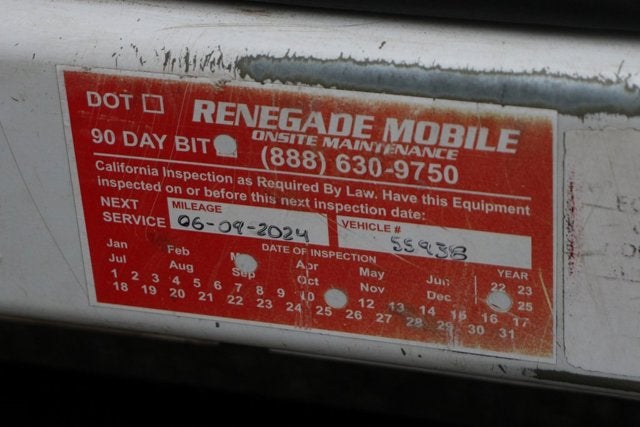 DOT
RENEGADE MOBILE
ONSITE MAINTENANCE
90 DAY BIT
(888) 630-9750
California Inspection as Required By Law. Have this Equipment
inspected on or before this next inspection date:
NEXT SERVICE
MILEAGE
06-09-2024
VEHICLE #
55938
DATE OF INSPECTION
YEAR
Jan Feb Apr May Jun 22 23
Jul Aug Sep Oct Nov Dec 25
1 2 3 4 5 6 7 8 9 10 12 13 14 15 16 17
18 19 20 21 22 23 24 25 26 27 28 29 30 31